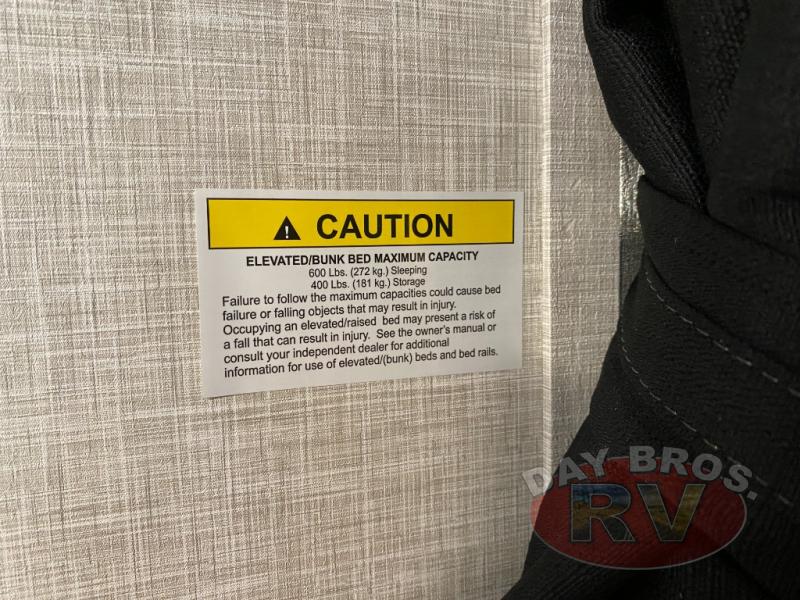 CAUTION
ELEVATED/BUNK BED MAXIMUM CAPACITY
600 Lbs. (272 kg.) Sleeping
400 Lbs. (181 kg.) Storage
Failure to follow the maximum capacities could cause bed
failure or falling objects that may result in injury.
Occupying an elevated/raised bed may present a risk of
a fall that can result in injury. See the owner's manual or
consult your independent dealer for additional
information for use of elevated/(bunk) beds and bed rails.
DAY BROS.
RV